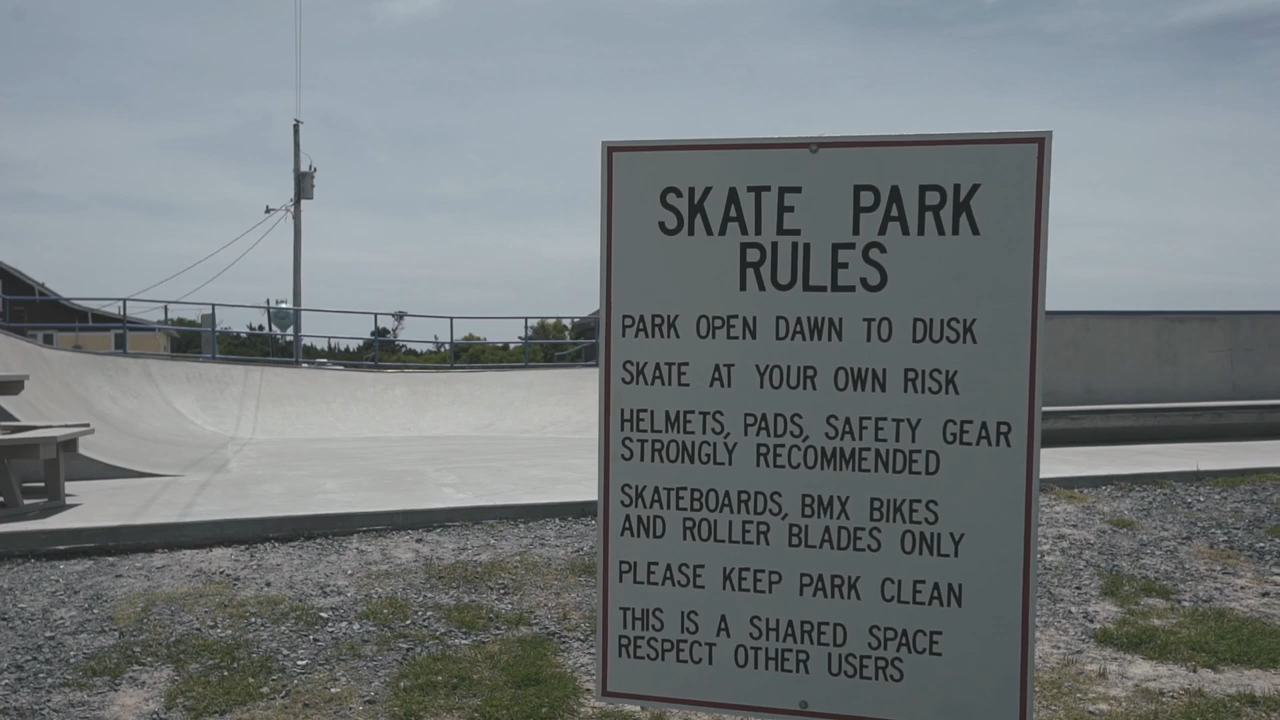 SKATE PARK
RULES
PARK OPEN DAWN TO DUSK
SKATE AT YOUR OWN RISK
HELMETS, PADS, SAFETY GEAR
STRONGLY RECOMMENDED
SKATEBOARDS, BMX BIKES
AND ROLLER BLADES ONLY
PLEASE KEEP PARK CLEAN
THIS IS A SHARED SPACE
RESPECT OTHER USERS